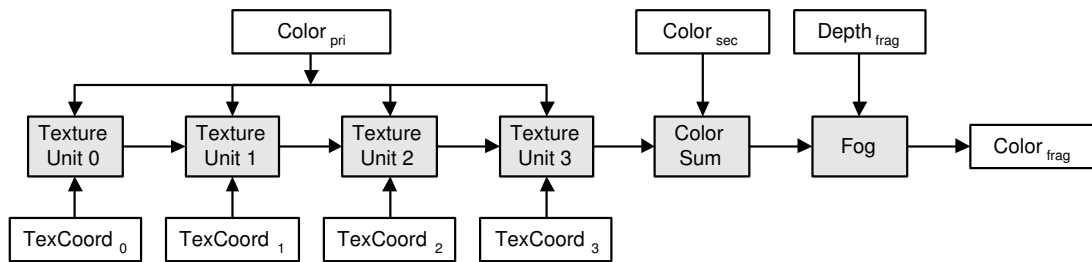 Color pri
Color sec
Depth frag
Texture Unit 0
Texture Unit 1
Texture Unit 2
Texture Unit 3
Color Sum
Fog
Color frag
TexCoord 0
TexCoord 1
TexCoord 2
TexCoord 3